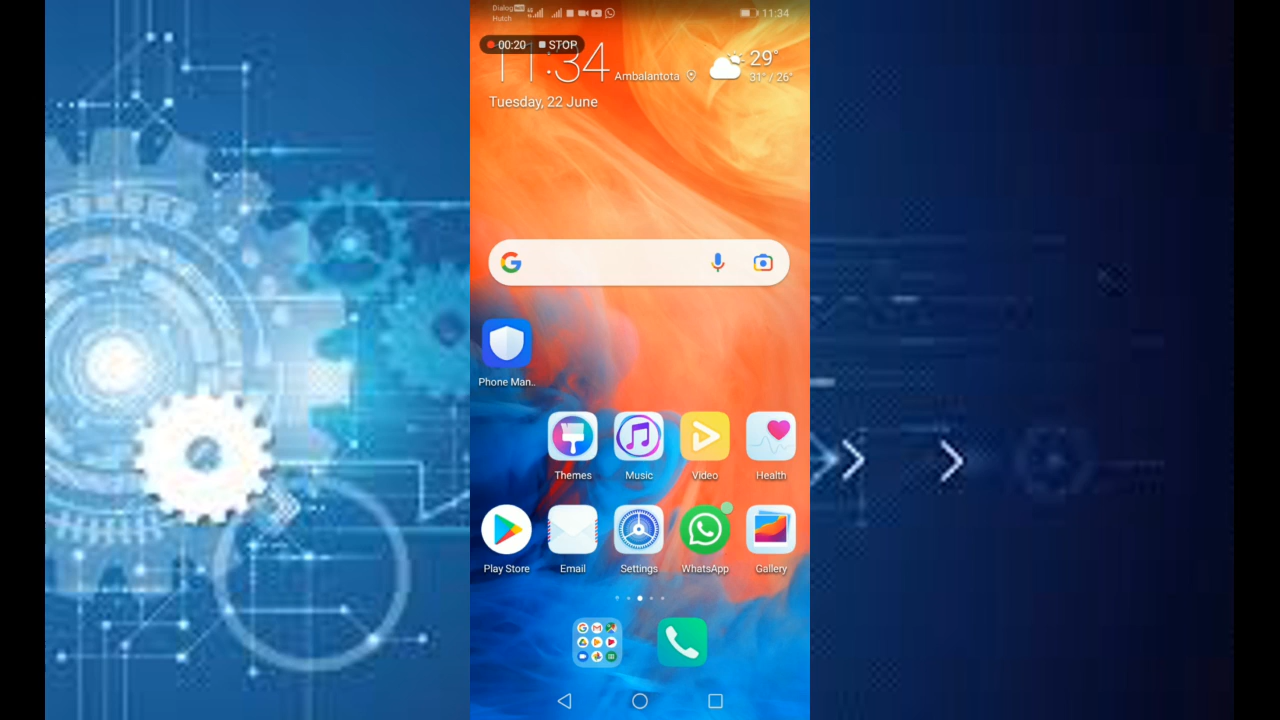 Dialog
Hutch
11:34
00:20 STOP
11:34
Ambalantota
29°
31° / 26°
Tuesday, 22 June
Phone Man..
Themes
Music
Video
Health
Play Store
Email
Settings
WhatsApp
Gallery